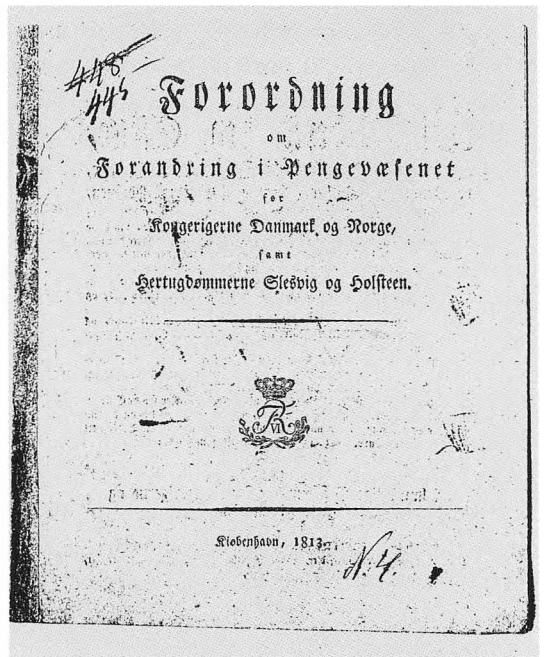 448
445
Forordning
om
Forandring i Pengevæsenet
for
Kongerigerne Danmark og Norge,
samt
Hertugdømmerne Slesvig og Holsteen.
FR
VI
Kiøbenhavn, 1813.
N. 4.